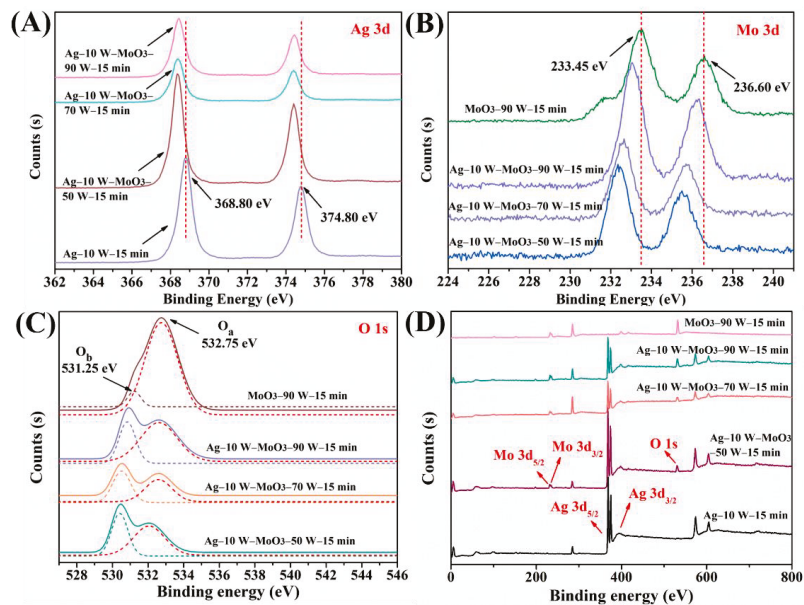 (A)
Ag 3d
Ag–10 W–MoO3–
90 W–15 min
Ag–10 W–MoO3–
70 W–15 min
Ag–10 W–MoO3–
50 W–15 min
368.80 eV
374.80 eV
Ag–10 W–15 min
Counts (s)
362 364 366 368 370 372 374 376 378 380
Binding Energy (eV)
(B)
Mo 3d
233.45 eV
236.60 eV
MoO3–90 W–15 min
Ag–10 W–MoO3–90 W–15 min
Ag–10 W–MoO3–70 W–15 min
Ag–10 W–MoO3–50 W–15 min
Counts (s)
224 226 228 230 233 234 236 238 240
Binding Energy (eV)
(C)
O 1s
Oa
532.75 eV
Ob
531.25 eV
MoO3–90 W–15 min
Ag–10 W–MoO3–90 W–15 min
Ag–10 W–MoO3–70 W–15 min
Ag–10 W–MoO3–50 W–15 min
Counts (s)
528 530 532 534 536 538 540 542 544 546
Binding energy (eV)
(D)
MoO3–90 W–15 min
Ag–10 W–MoO3–90 W–15 min
Ag–10 W–MoO3–70 W–15 min
Ag–10 W–MoO3
–50 W–15 min
Mo 3d5/2
Mo 3d3/2
O 1s
Ag 3d5/2
Ag 3d3/2
Ag–10 W–15 min
Counts (s)
0 200 400 600 800
Binding energy (eV)